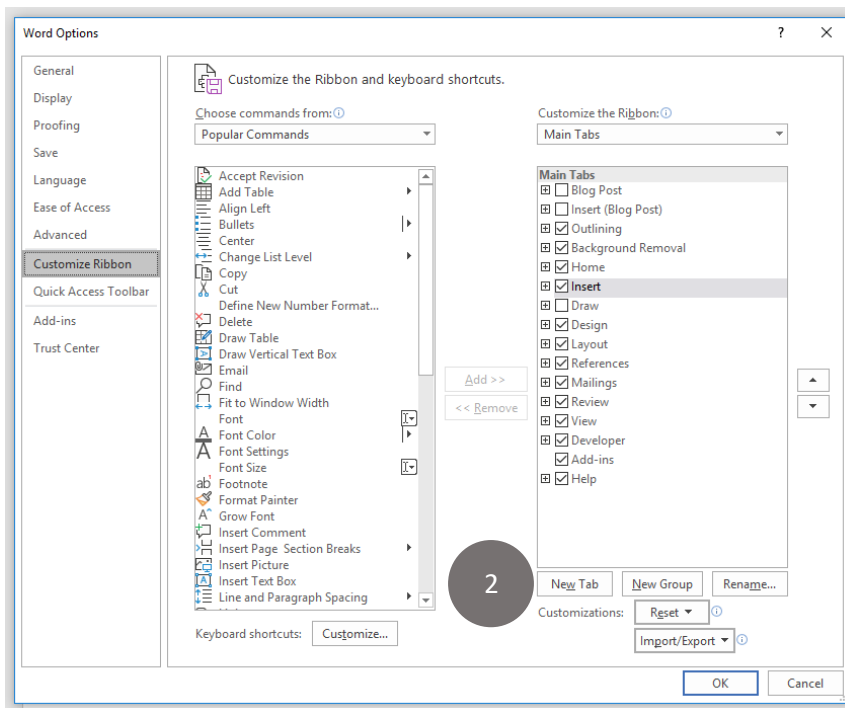 Word Options
General
Display
Proofing
Save
Language
Ease of Access
Advanced
Customize Ribbon
Quick Access Toolbar
Add-ins
Trust Center
Customize the Ribbon and keyboard shortcuts.
Choose commands from:
Popular Commands
Accept Revision
Add Table
Align Left
Bullets
Center
Change List Level
Copy
Cut
Define New Number Format...
Delete
Draw Table
Draw Vertical Text Box
Email
Find
Fit to Window Width
Font
Font Color
Font Settings
Font Size
Footnote
Format Painter
Grow Font
Insert Comment
Insert Page  Section Breaks
Insert Picture
Insert Text Box
Line and Paragraph Spacing
Keyboard shortcuts: Customize...
Add >>
<< Remove
Customize the Ribbon:
Main Tabs
Main Tabs
Blog Post
Insert (Blog Post)
Outlining
Background Removal
Home
Insert
Draw
Design
Layout
References
Mailings
Review
View
Developer
Add-ins
Help
2
New Tab New Group Rename...
Customizations: Reset
Import/Export
OK Cancel